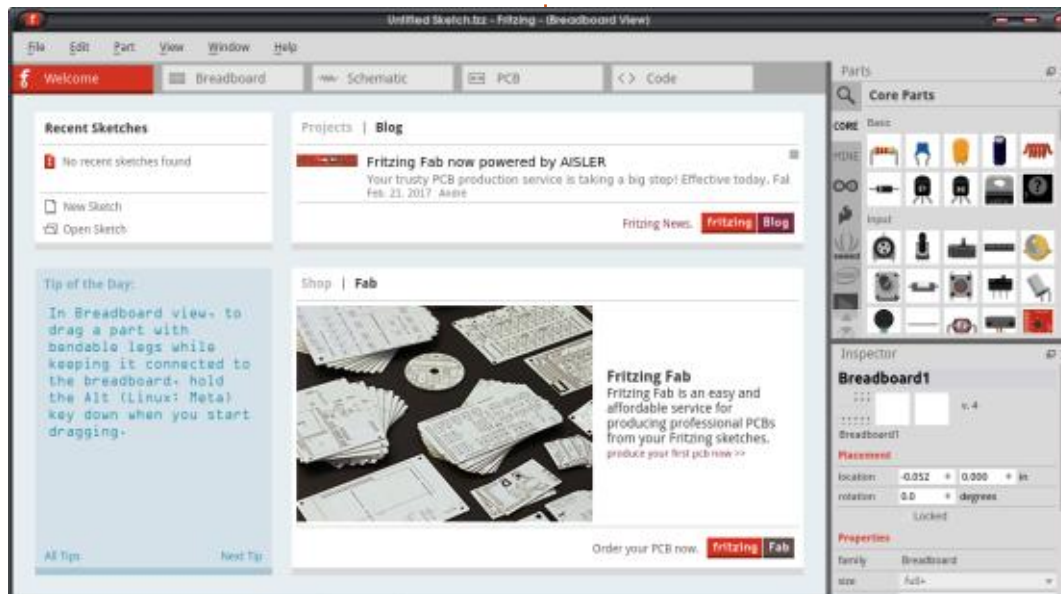 Untitled Sketch.fzz - Fritzing - (Breadboard View)
File Edit Part View Window Help
Welcome Breadboard Schematic PCB Code
Recent Sketches
No recent sketches found
New Sketch
Open Sketch
Projects | Blog
Fritzing Fab now powered by AISLER
Your trusty PCB production service is taking a big step! Effective today, Fal
Feb. 21, 2017 André
Fritzing News. fritzing Blog
Tip of the Day:
In Breadboard view, to
drag a part with
bendable legs while
keeping it connected to
the breadboard, hold
the Alt (Linux: Meta)
key down when you start
dragging.
All Tips Next Tip
Shop | Fab
Fritzing Fab
Fritzing Fab is an easy and
affordable service for
producing professional PCBs
from your Fritzing sketches.
produce your first pcb now >>
Order your PCB now. fritzing Fab
Parts
Core Parts
CORE Basic
MINE
Input
Inspector
Breadboard1
v. 4
Breadboard1
Placement
location -0.052 0.000 in
rotation 0.0 degrees
Locked
Properties
family Breadboard
size full+